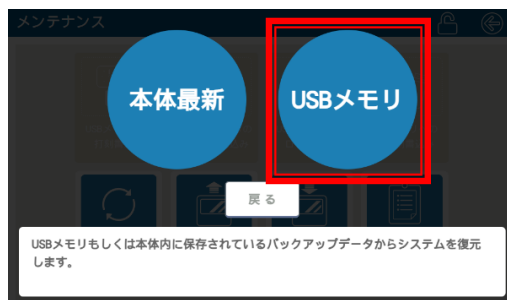 メンテナンス
本体最新
USBメモリ
戻る
USBメモリもしくは本体内に保存されているバックアップデータからシステムを復元
します。